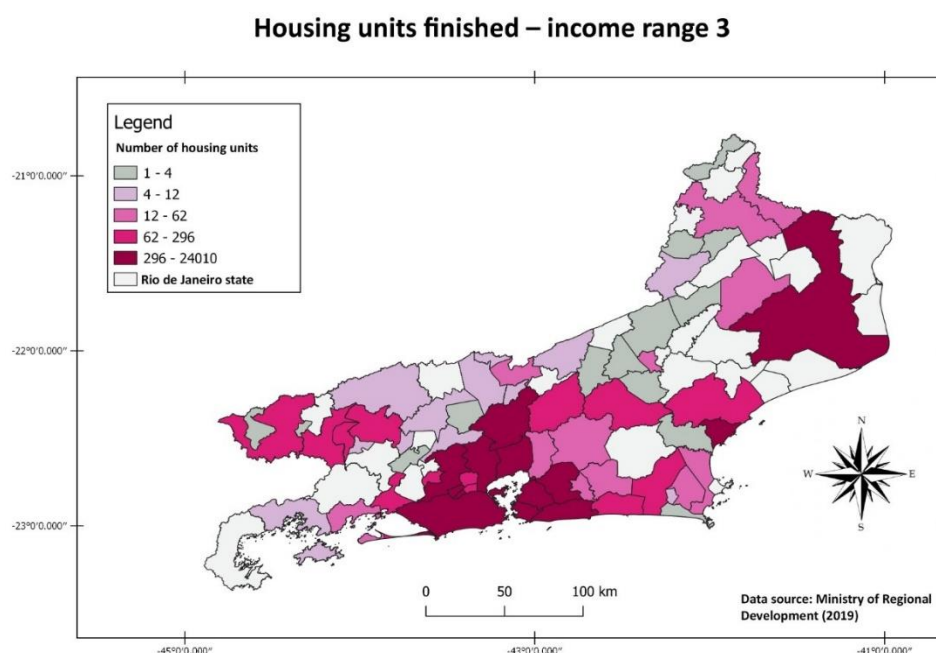 Housing units finished – income range 3
Legend
Number of housing units
1 - 4
4 - 12
12 - 62
62 - 296
296 - 24010
Rio de Janeiro state
-21°0′0.000″
-22°0′0.000″
-23°0′0.000″
N
W
E
S
0 50 100 km
Data source: Ministry of Regional
Development (2019)
-45°0′0.000″ -43°0′0.000″ -41°0′0.000″